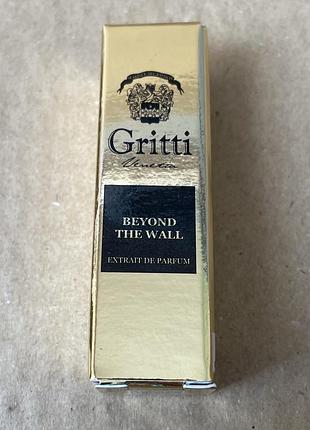 Gritti
Venetia
BEYOND
THE WALL
EXTRAIT DE PARFUM